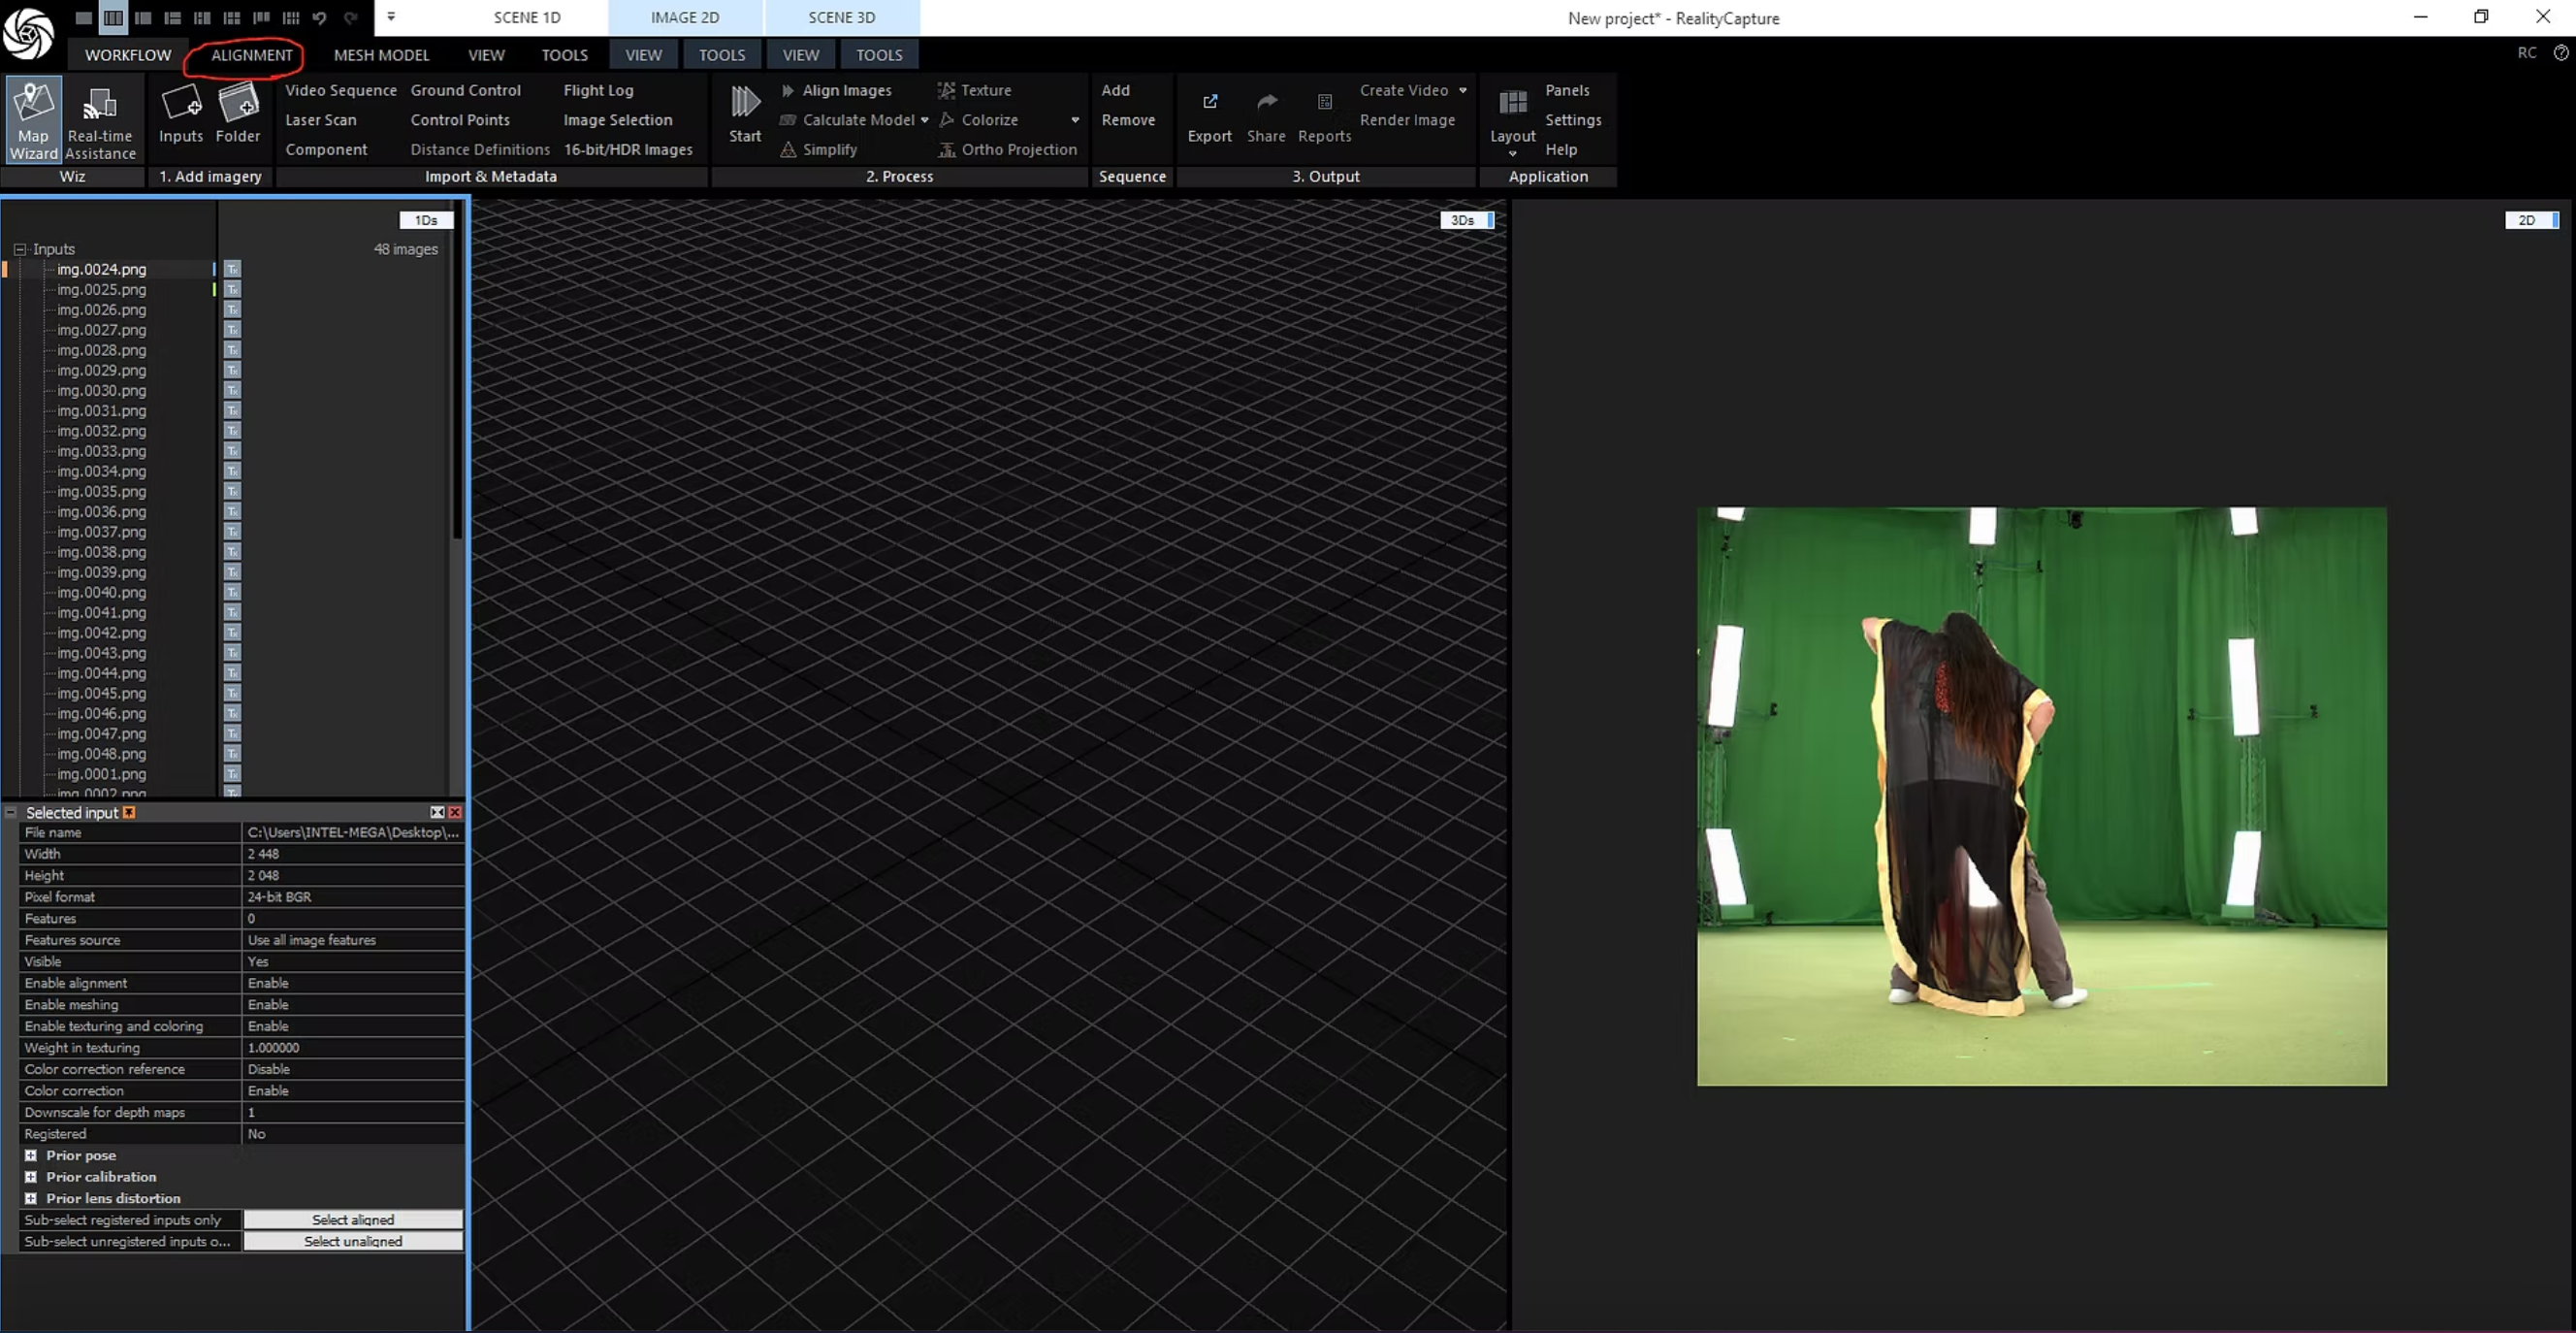 SCENE 1D IMAGE 2D SCENE 3D New project* - RealityCapture
WORKFLOW ALIGNMENT MESH MODEL VIEW TOOLS VIEW TOOLS VIEW TOOLS RC
Map Wizard
Real-time Assistance
Wiz
Inputs Folder
1. Add imagery
Video Sequence Ground Control Flight Log
Laser Scan Control Points Image Selection
Component Distance Definitions 16-bit/HDR Images
Import & Metadata
Start
Align Images Texture
Calculate Model Colorize
Simplify Ortho Projection
2. Process
Add
Remove
Sequence
Export Share Reports
Create Video
Render Image
3. Output
Layout
Panels
Settings
Help
Application
1Ds
3Ds
2D
Inputs 48 images
img.0024.png
img.0025.png
img.0026.png
img.0027.png
img.0028.png
img.0029.png
img.0030.png
img.0031.png
img.0032.png
img.0033.png
img.0034.png
img.0035.png
img.0036.png
img.0037.png
img.0038.png
img.0039.png
img.0040.png
img.0041.png
img.0042.png
img.0043.png
img.0044.png
img.0045.png
img.0046.png
img.0047.png
img.0048.png
img.0001.png
img.0002.png
Selected input
File name C:\Users\INTEL-MEGA\Desktop\...
Width 2 448
Height 2 048
Pixel format 24-bit BGR
Features 0
Features source Use all image features
Visible Yes
Enable alignment Enable
Enable meshing Enable
Enable texturing and coloring Enable
Weight in texturing 1.000000
Color correction reference Disable
Color correction Enable
Downscale for depth maps 1
Registered No
Prior pose
Prior calibration
Prior lens distortion
Sub-select registered inputs only Select aligned
Sub-select unregistered inputs o... Select unaligned